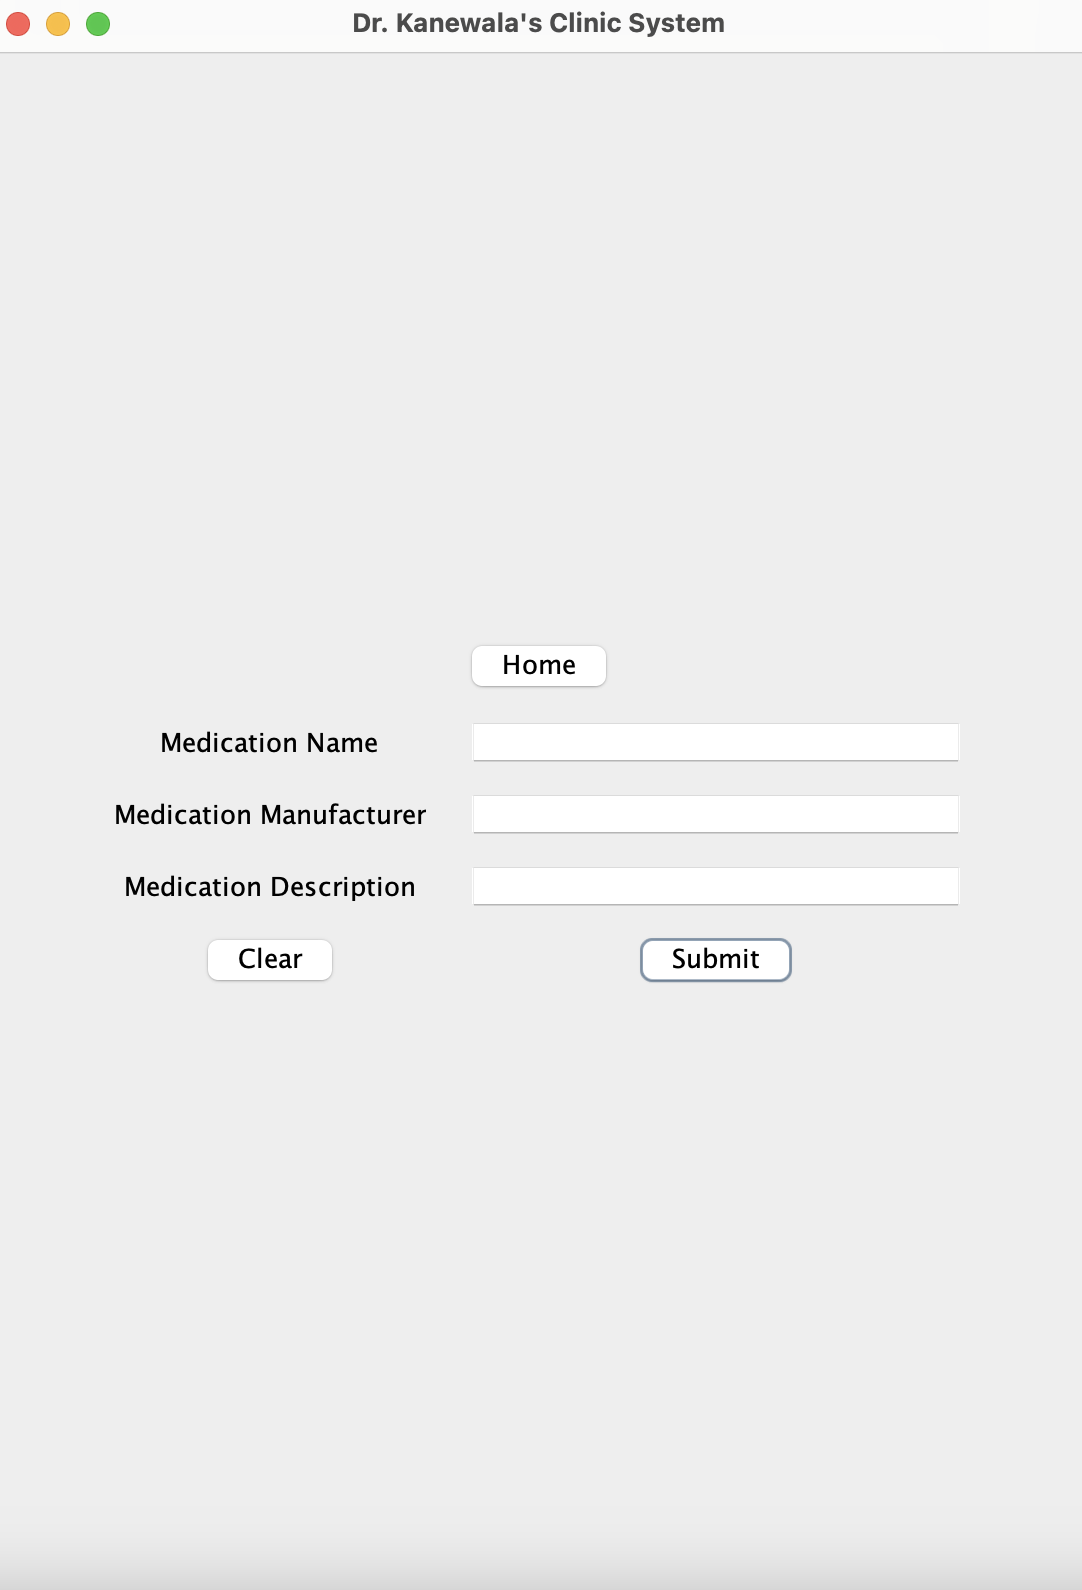 Dr. Kanewala's Clinic System
Home
Medication Name
Medication Manufacturer
Medication Description
Clear
Submit